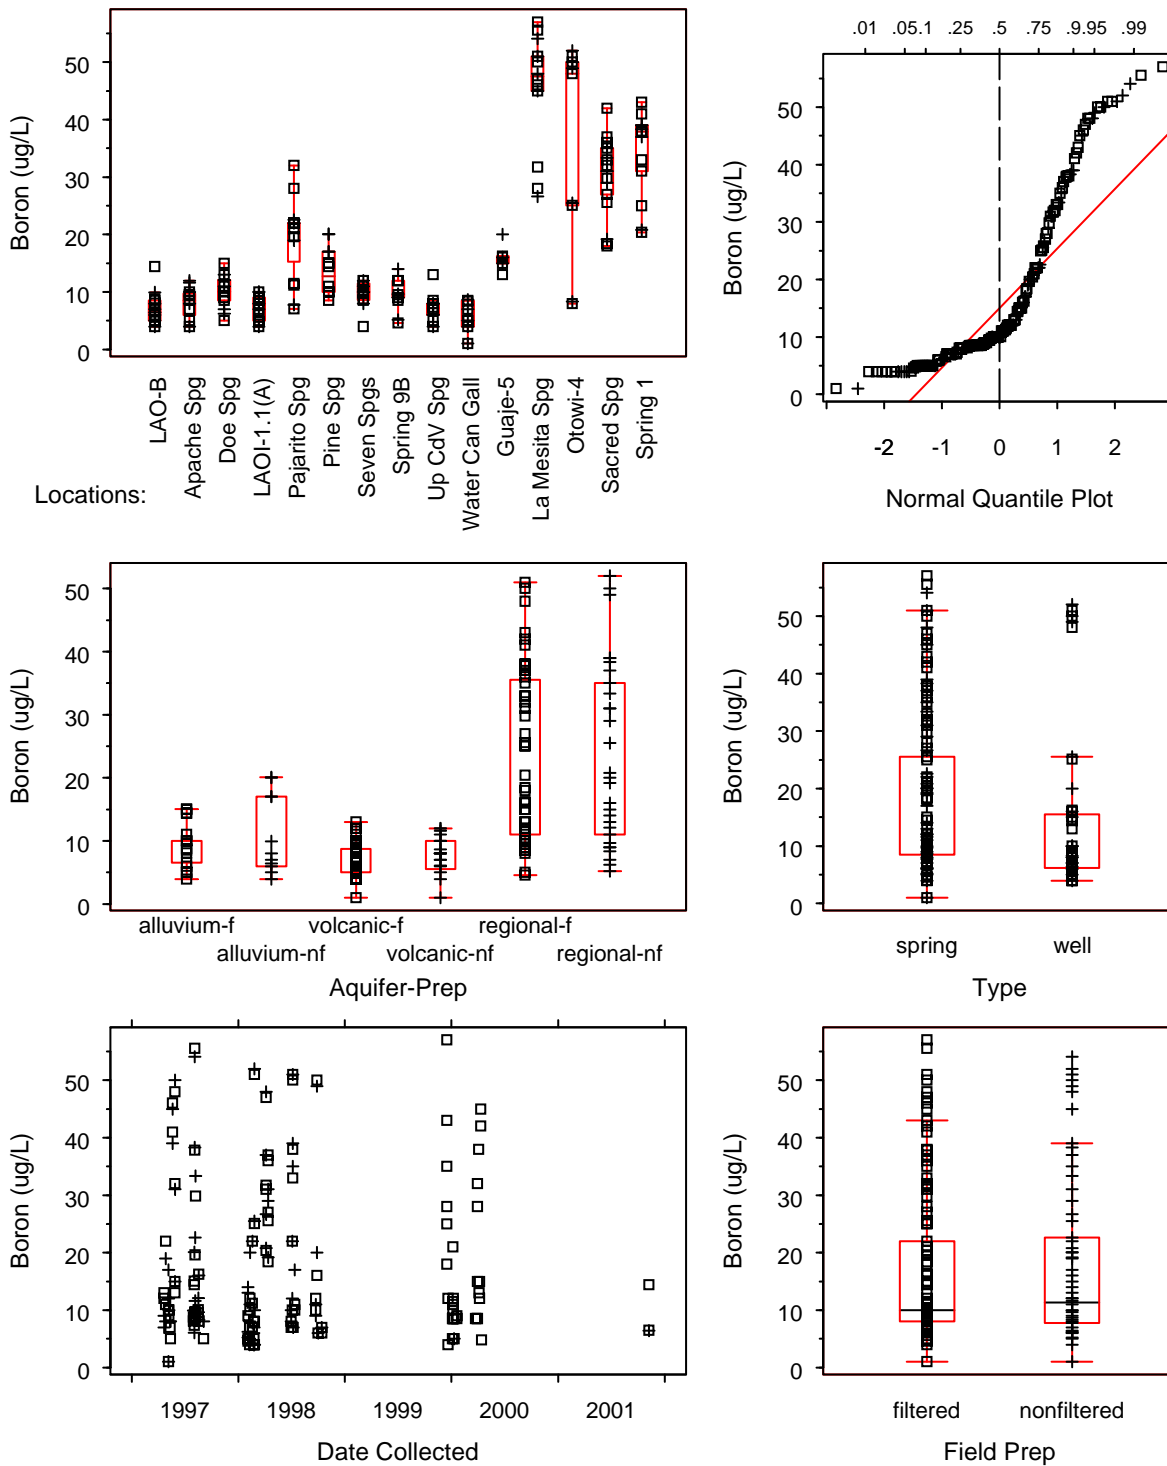 Boron (ug/L)
50
40
30
20
10
0
LAO-B
Apache Spg
Doe Spg
LAOI-1.1(A)
Pajarito Spg
Pine Spg
Seven Spgs
Spring 9B
Up CdV Spg
Water Can Gall
Guaje-5
La Mesita Spg
Otowi-4
Sacred Spg
Spring 1
Locations:
.01 .05 .1 .25 .5 .75 .9 .95 .99
Boron (ug/L)
50
40
30
20
10
0
-2 -1 0 1 2
Normal Quantile Plot
Boron (ug/L)
50
40
30
20
10
0
alluvium-f volcanic-f regional-f
alluvium-nf volcanic-nf regional-nf
Aquifer-Prep
Boron (ug/L)
50
40
30
20
10
0
spring well
Type
Boron (ug/L)
50
40
30
20
10
0
1997 1998 1999 2000 2001
Date Collected
Boron (ug/L)
50
40
30
20
10
0
filtered nonfiltered
Field Prep